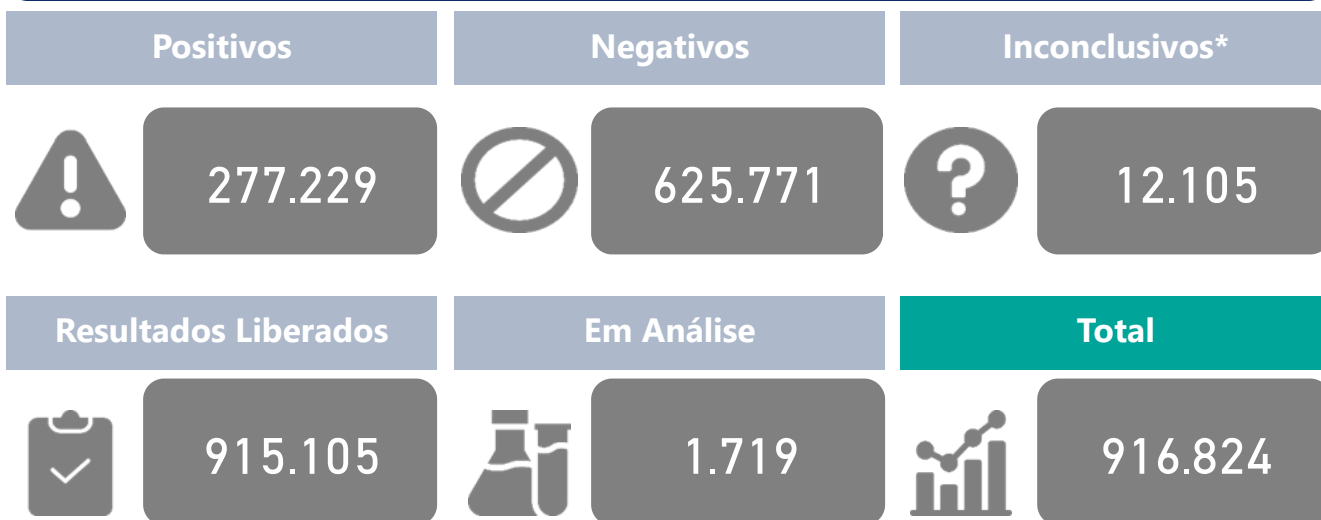 Positivos
Negativos
Inconclusivos*
277.229
625.771
12.105
Resultados Liberados
Em Análise
Total
915.105
1.719
916.824